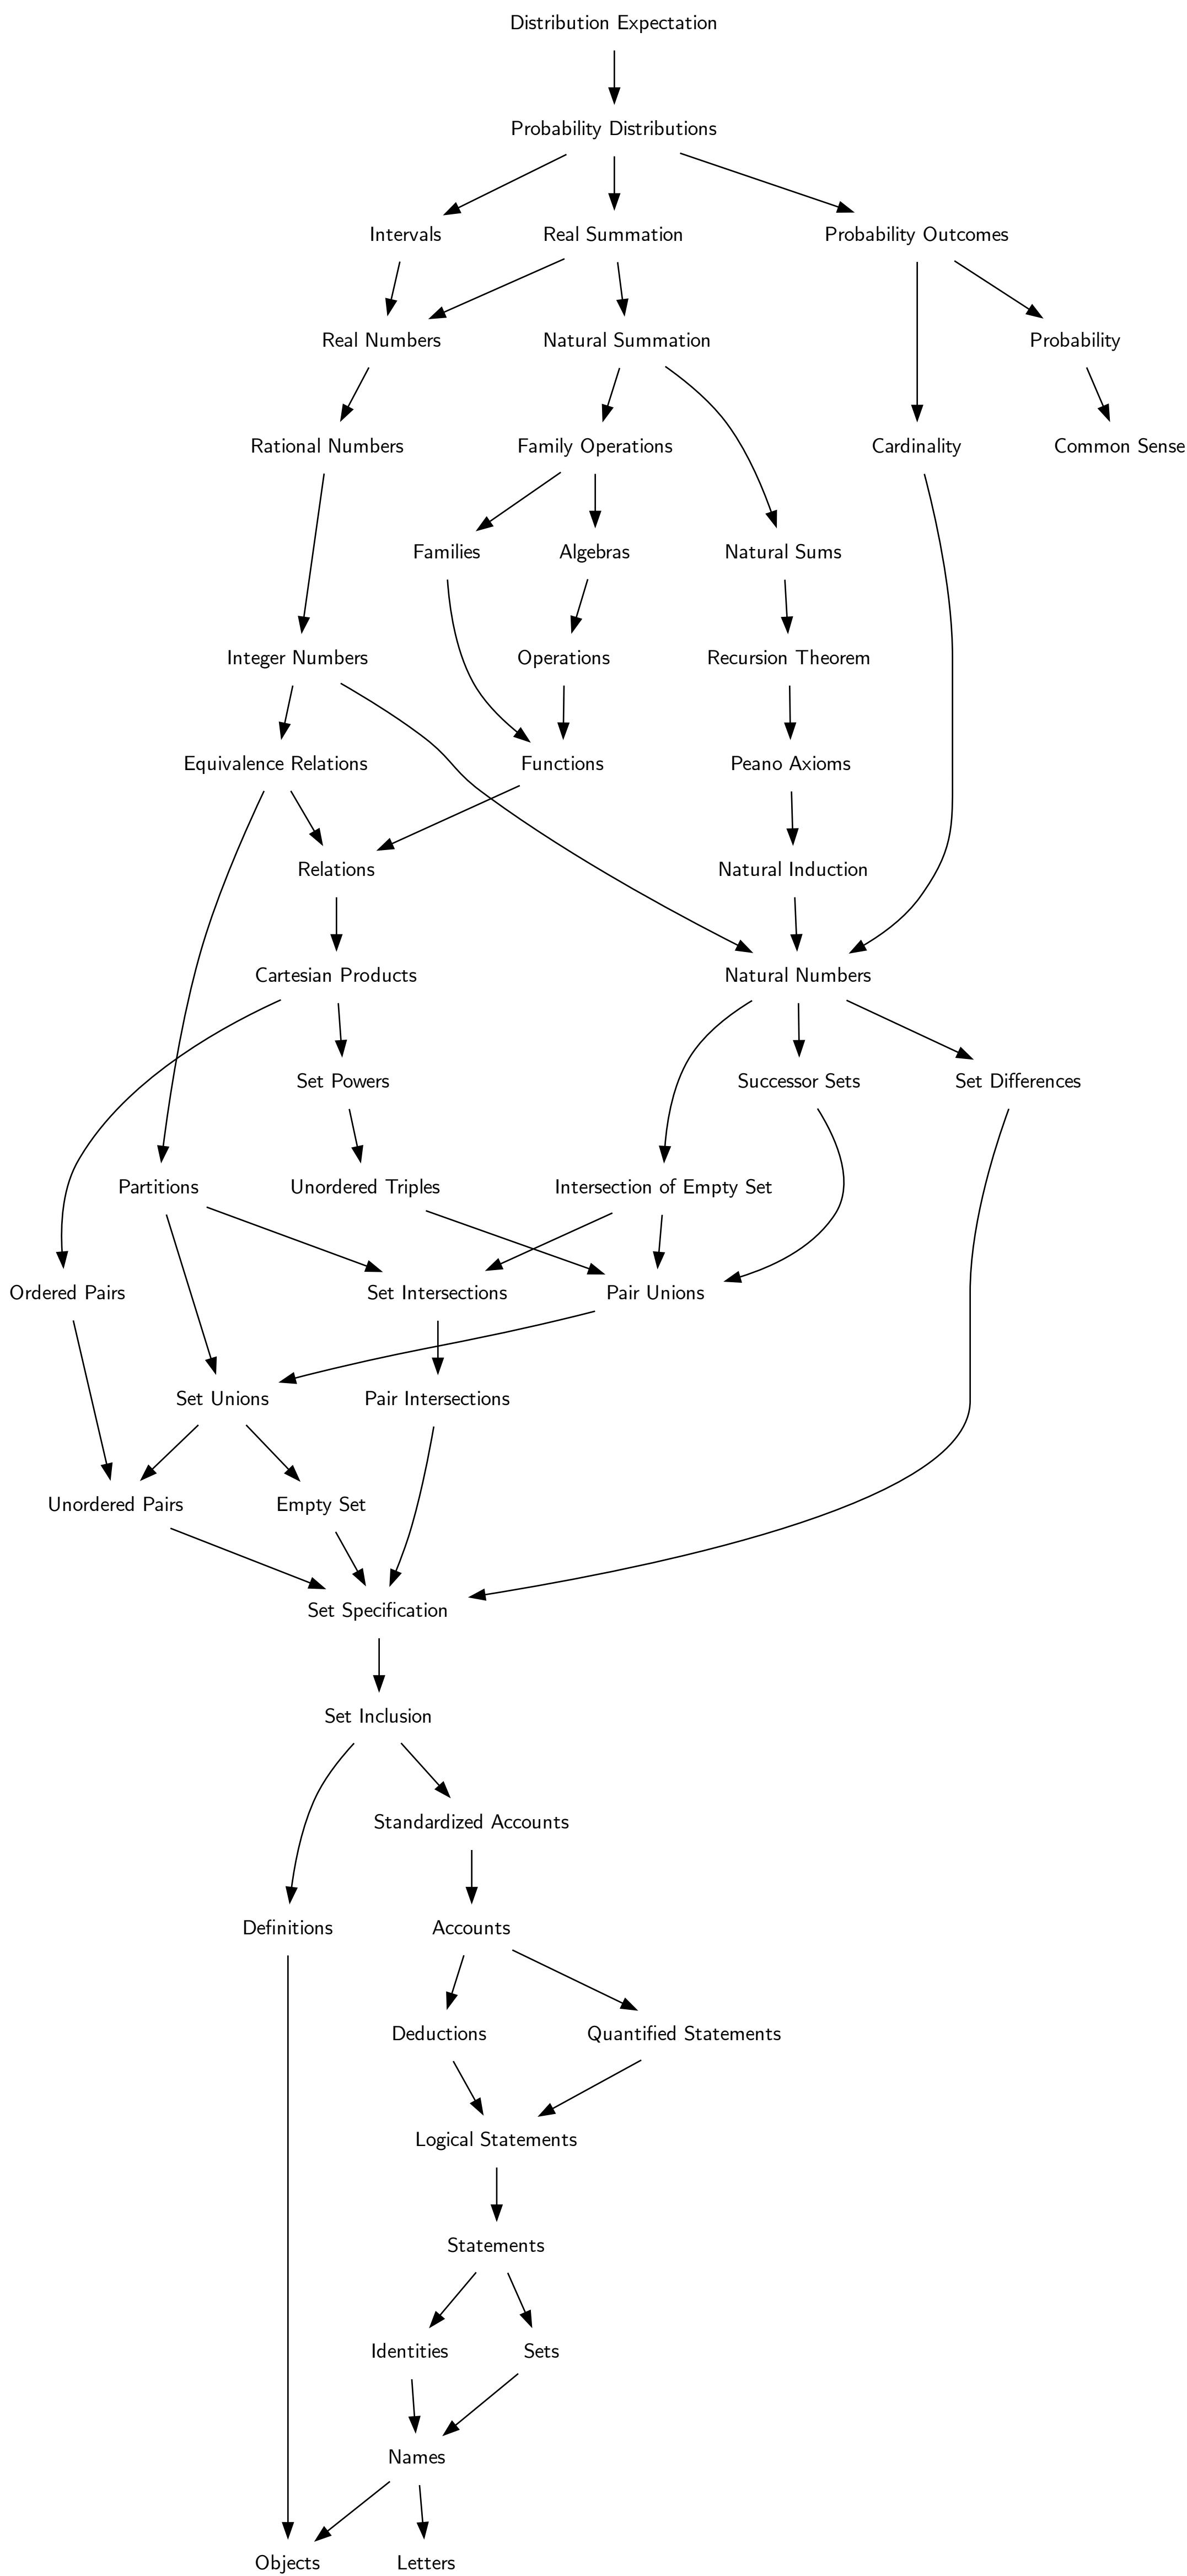 Distribution Expectation
Probability Distributions
Intervals
Real Summation
Probability Outcomes
Real Numbers
Natural Summation
Probability
Rational Numbers
Family Operations
Cardinality
Common Sense
Families
Algebras
Natural Sums
Integer Numbers
Operations
Recursion Theorem
Equivalence Relations
Functions
Peano Axioms
Relations
Natural Induction
Cartesian Products
Natural Numbers
Set Powers
Successor Sets
Set Differences
Partitions
Unordered Triples
Intersection of Empty Set
Ordered Pairs
Set Intersections
Pair Unions
Set Unions
Pair Intersections
Unordered Pairs
Empty Set
Set Specification
Set Inclusion
Standardized Accounts
Definitions
Accounts
Deductions
Quantified Statements
Logical Statements
Statements
Identities
Sets
Names
Objects
Letters